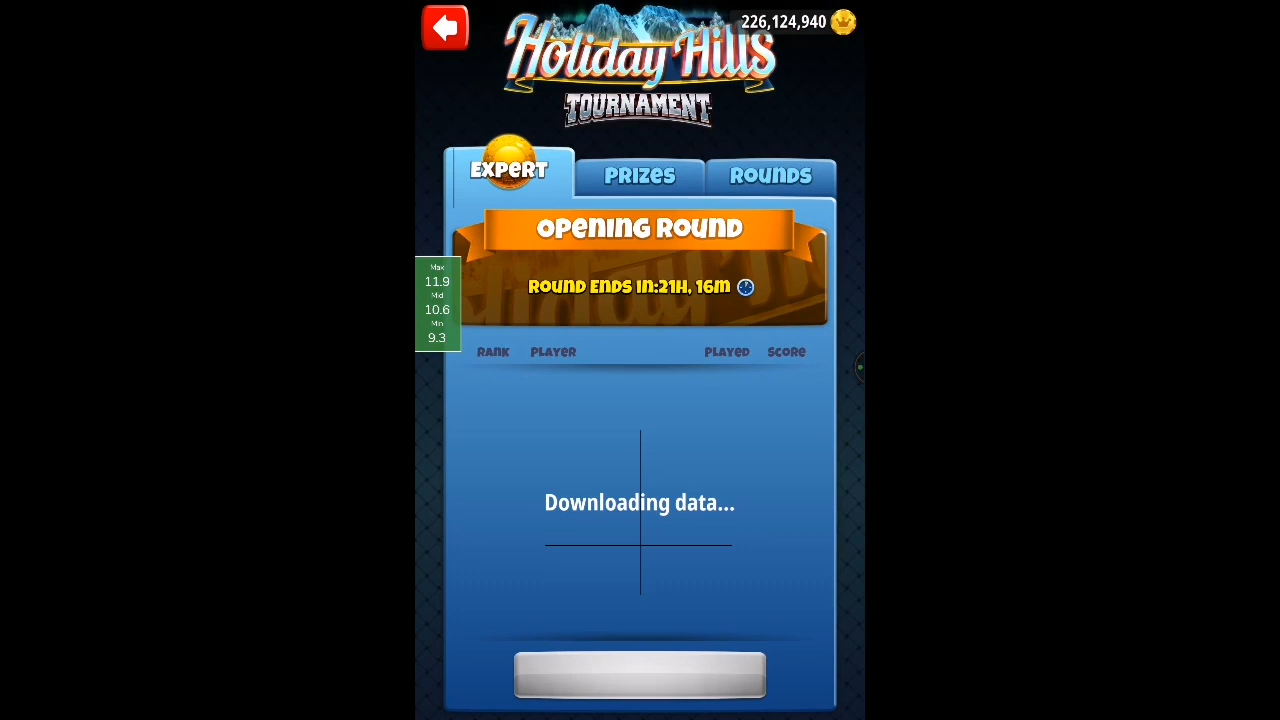 226,124,940
Holiday Hills
TOURNAMENT
EXPERT
PRIZES
ROUNDS
OPENING ROUND
ROUND ENDS IN:21H, 16M
Max
11.9
Mid
10.6
Min
9.3
RANK PLAYER PLAYED SCORE
Downloading data...